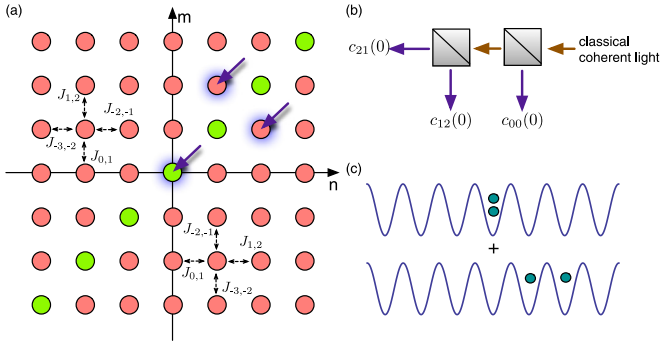 (a)
m
J1,2
J-2,-1
J-3,-2
J0,1
n
J-2,-1
J1,2
J0,1
J-3,-2
(b)
c21(0)
classical
coherent light
c12(0)
c00(0)
(c)
+